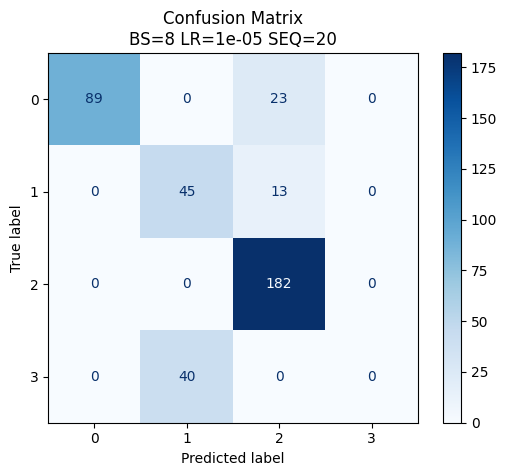 Confusion Matrix
BS=8 LR=1e-05 SEQ=20
0 89 0 23 0
1 0 45 13 0
2 0 0 182 0
3 0 40 0 0
0 1 2 3
True label
Predicted label
175
150
125
100
75
50
25
0